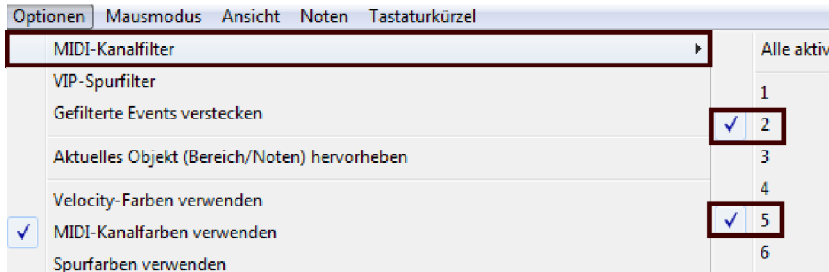 Optionen Mausmodus Ansicht Noten Tastaturkürzel
MIDI-Kanalfilter
VIP-Spurfilter
Gefilterte Events verstecken
Aktuelles Objekt (Bereich/Noten) hervorheben
Velocity-Farben verwenden
MIDI-Kanalfarben verwenden
Spurfarben verwenden
Alle aktiv
1
2
3
4
5
6